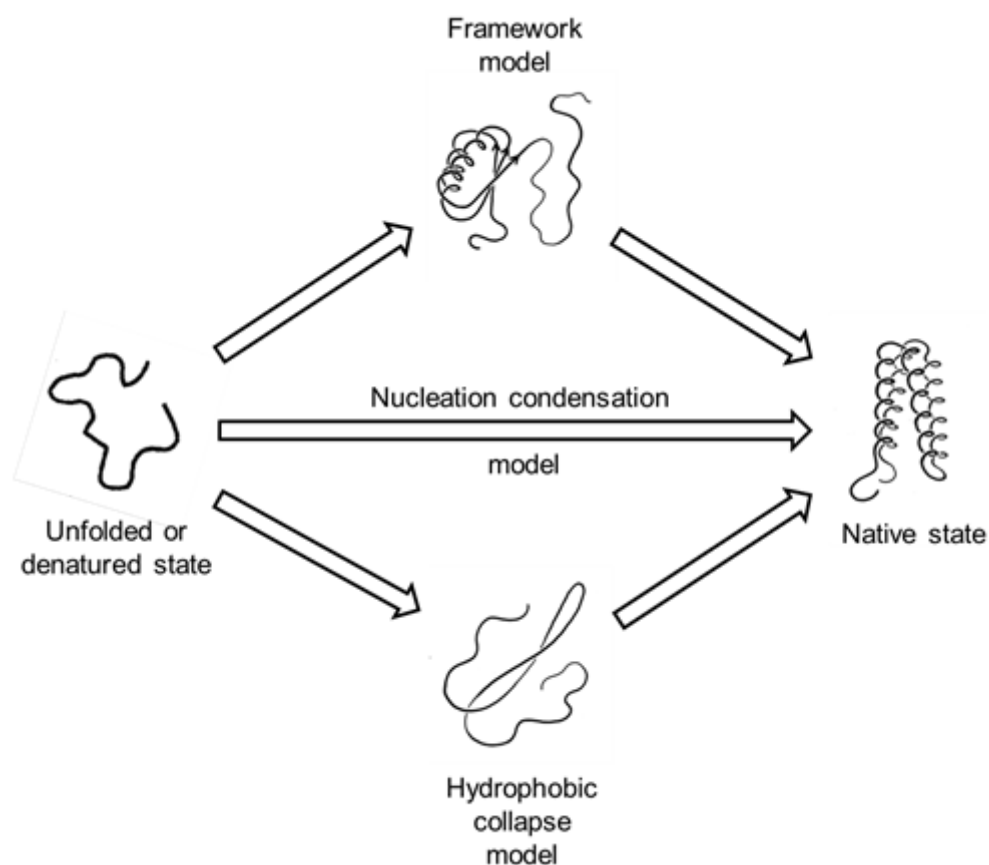 Framework
model
Nucleation condensation
model
Unfolded or
denatured state
Native state
Hydrophobic
collapse
model